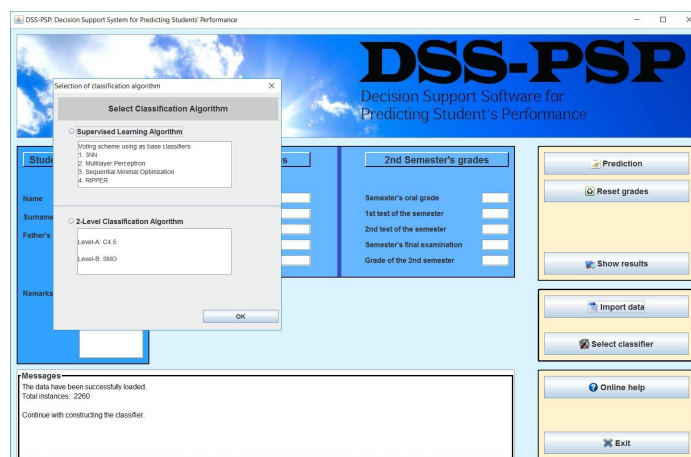 DSS-PSP: Decision Support System for Predicting Students' Performance
DSS-PSP
Decision Support Software for
Predicting Student's Performance
Selection of classification algorithm
Select Classification Algorithm
Supervised Learning Algorithm
Voting scheme using as base classifiers:
1. 3NN
2. Multilayer Perceptron
3. Sequential Minimal Optimization
4. RIPPER
2-Level Classification Algorithm
Level-A: C4.5
Level-B: SMO
OK
Name
Surname
Father's
Remarks
2nd Semester's grades
Semester's oral grade
1st test of the semester
2nd test of the semester
Semester's final examination
Grade of the 2nd semester
Prediction
Reset grades
Show results
Import data
Select classifier
Online help
Exit
Messages
The data have been successfully loaded.
Total instances: 2260
Continue with constructing the classifier.